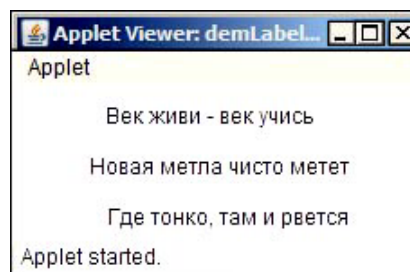 Applet Viewer: demLabel...
Applet
Век живи - век учись
Новая метла чисто метет
Где тонко, там и рвется
Applet started.